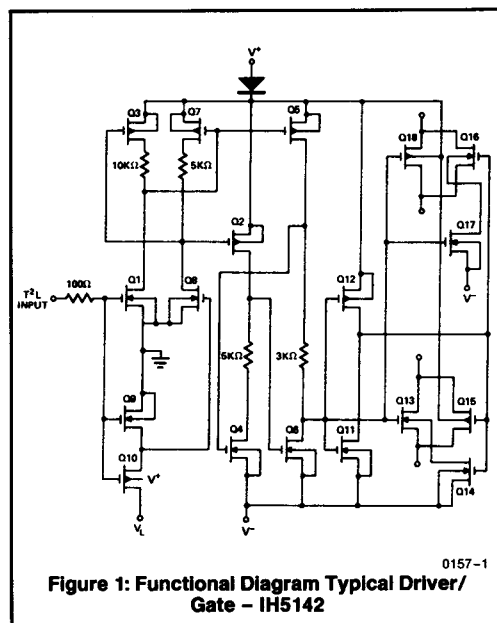 V+
Q3
Q7
Q5
Q18
Q16
10KΩ
5KΩ
Q2
Q17
Q1
Q8
Q12
V-
100Ω
T²L
INPUT
5KΩ
3KΩ
Q9
Q13
Q15
Q4
Q6
Q11
Q10
V+
Q14
VL
V-
0157-1
Figure 1: Functional Diagram Typical Driver/
Gate – IH5142